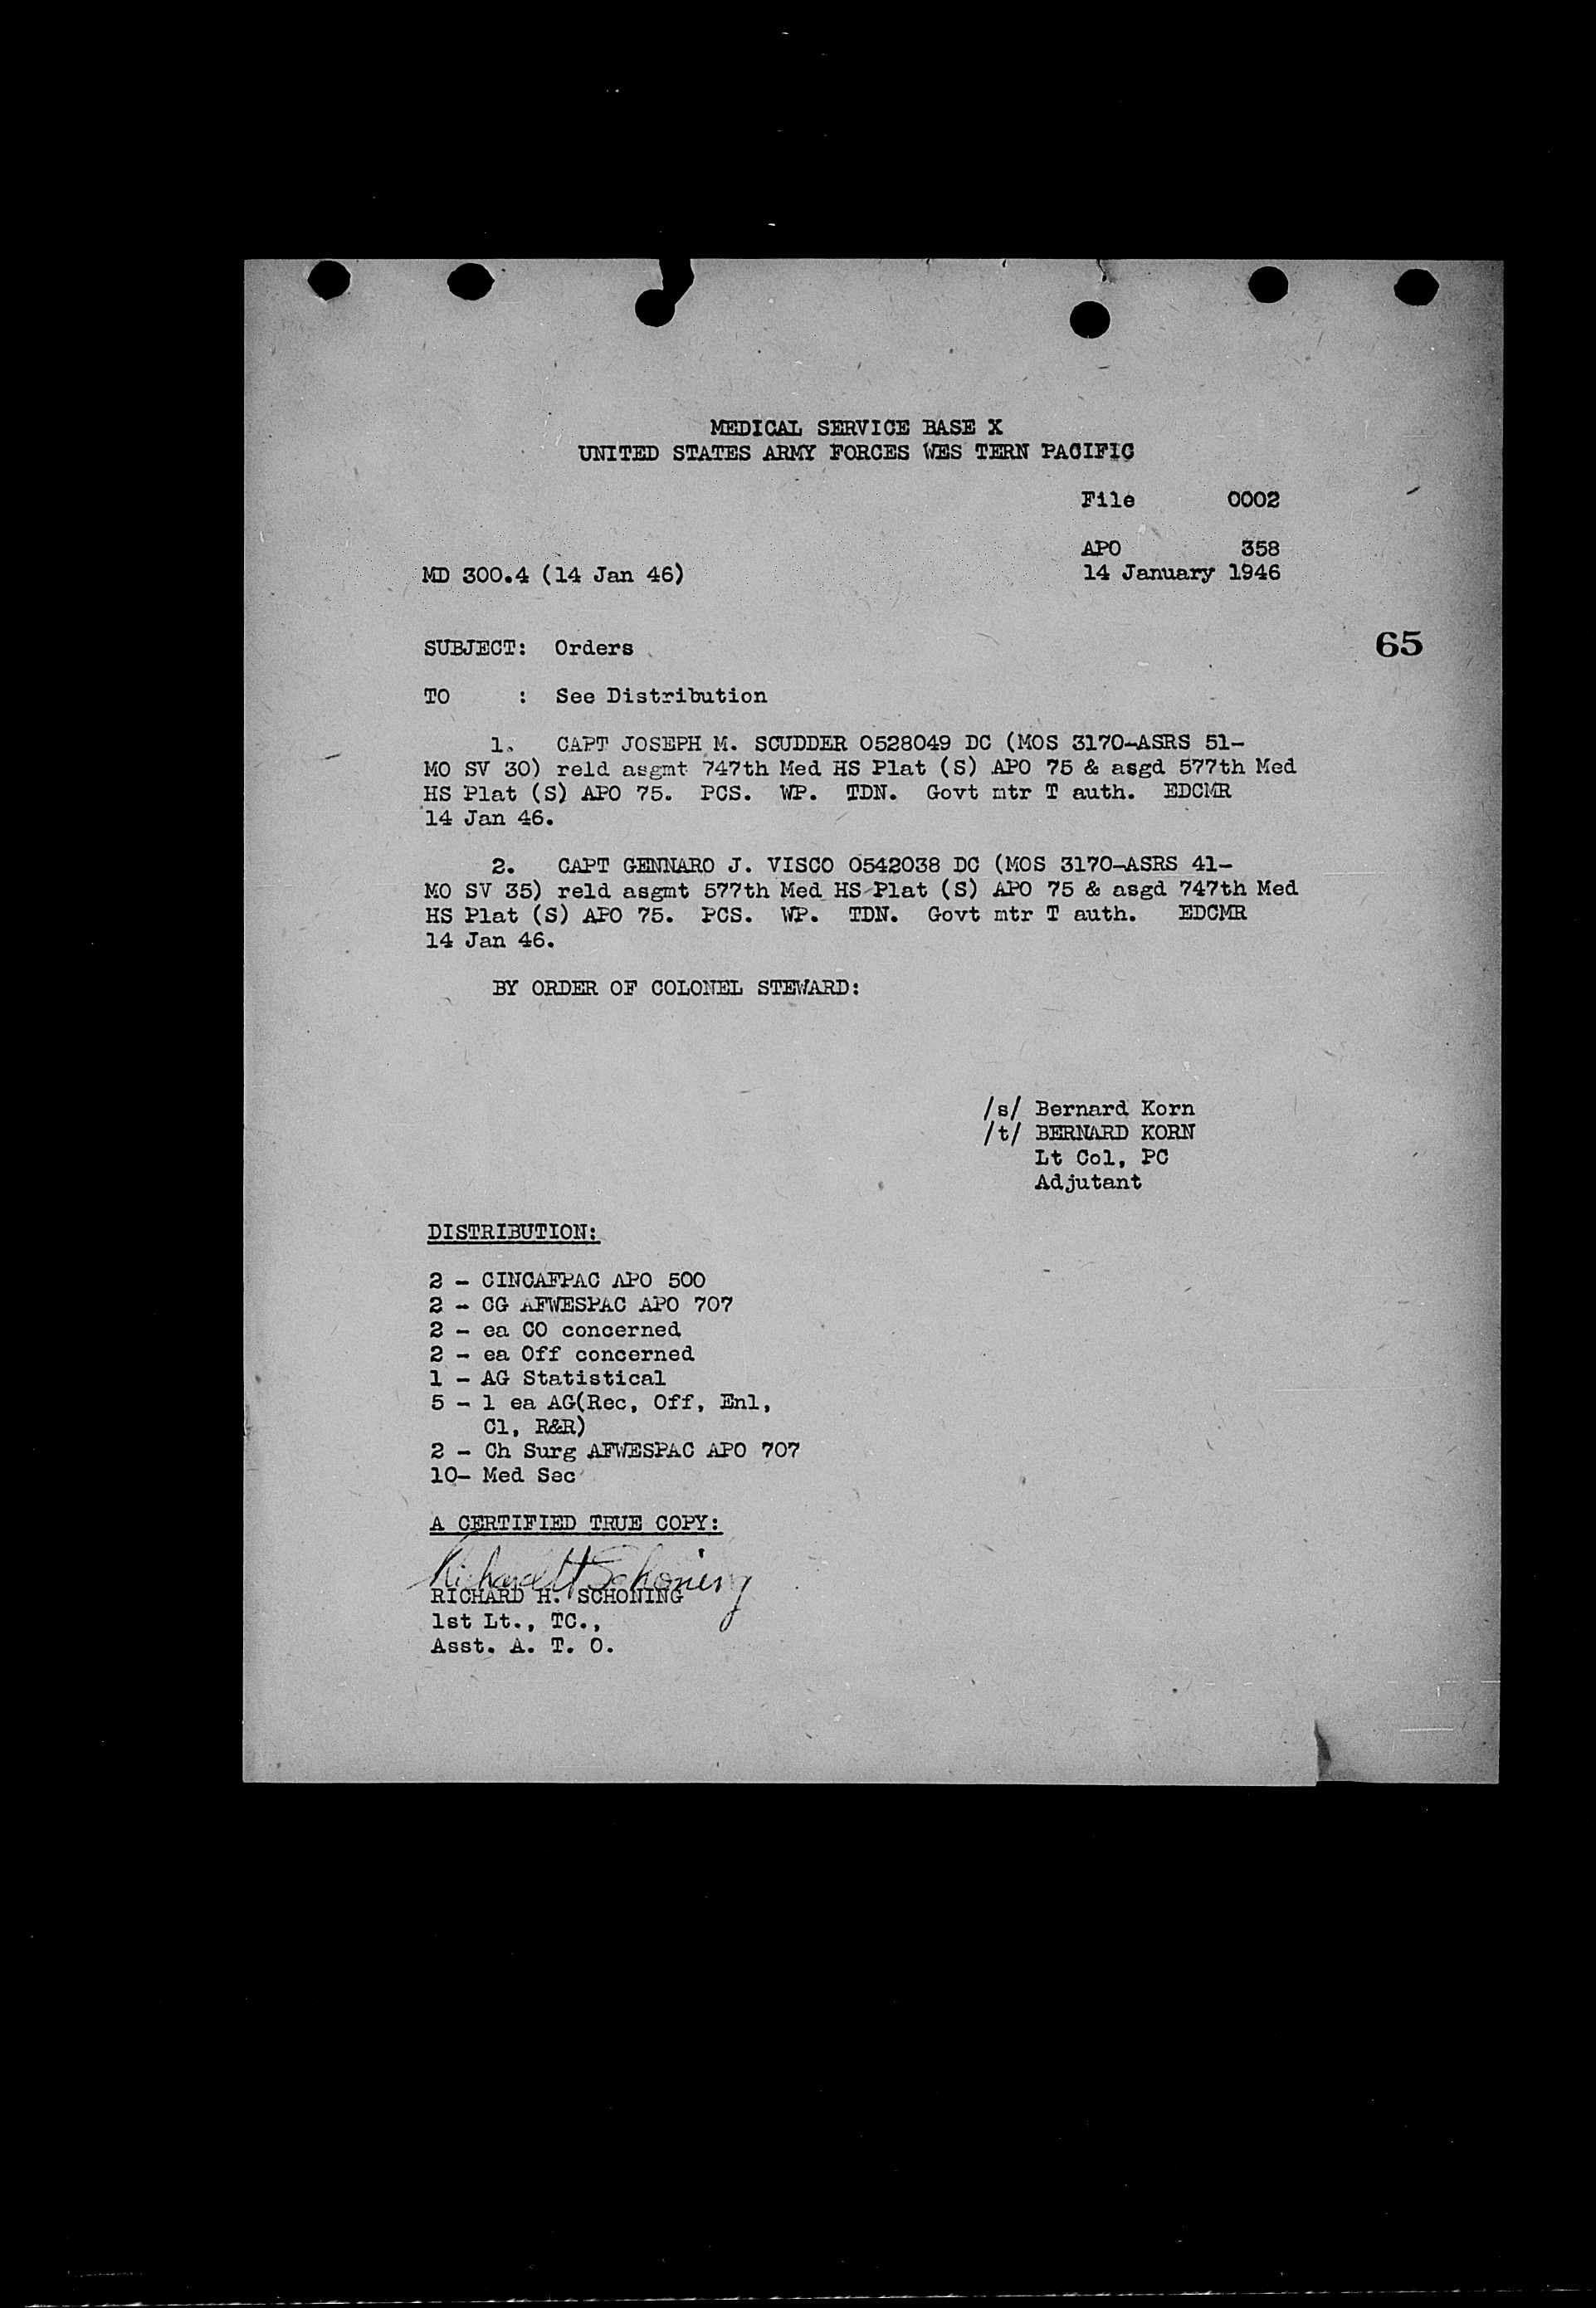 MEDICAL SERVICE BASE X
UNITED STATES ARMY FORCES WES TERN PACIFIC
File 0002
APO 358
MD 300.4 (14 Jan 46) 14 January 1946
65
SUBJECT: Orders
TO : See Distribution
1. CAPT JOSEPH M. SCUDDER 0528049 DC (MOS 3170-ASRS 51-
MO SV 30) reld asgmt 747th Med HS Plat (S) APO 75 & asgd 577th Med
HS Plat (S) APO 75. PCS. WP. TDN. Govt mtr T auth. EDCMR
14 Jan 46.
2. CAPT GENNARO J. VISCO 0542038 DC (MOS 3170-ASRS 41-
MO SV 35) reld asgmt 577th Med HS Plat (S) APO 75 & asgd 747th Med
HS Plat (S) APO 75. PCS. WP. TDN. Govt mtr T auth. EDCMR
14 Jan 46.
BY ORDER OF COLONEL STEWARD:
/s/ Bernard Korn
/t/ BERNARD KORN
Lt Col, PC
Adjutant
DISTRIBUTION:
2 - CINCAFPAC APO 500
2 - CG AFWESPAC APO 707
2 - ea CO concerned
2 - ea Off concerned
1 - AG Statistical
5 - 1 ea AG(Rec, Off, Enl,
Cl, R&R)
2 - Ch Surg AFWESPAC APO 707
10- Med Sec
A CERTIFIED TRUE COPY:
Richard H Schoning
RICHARD H. SCHONING
1st Lt., TC.,
Asst. A. T. O.